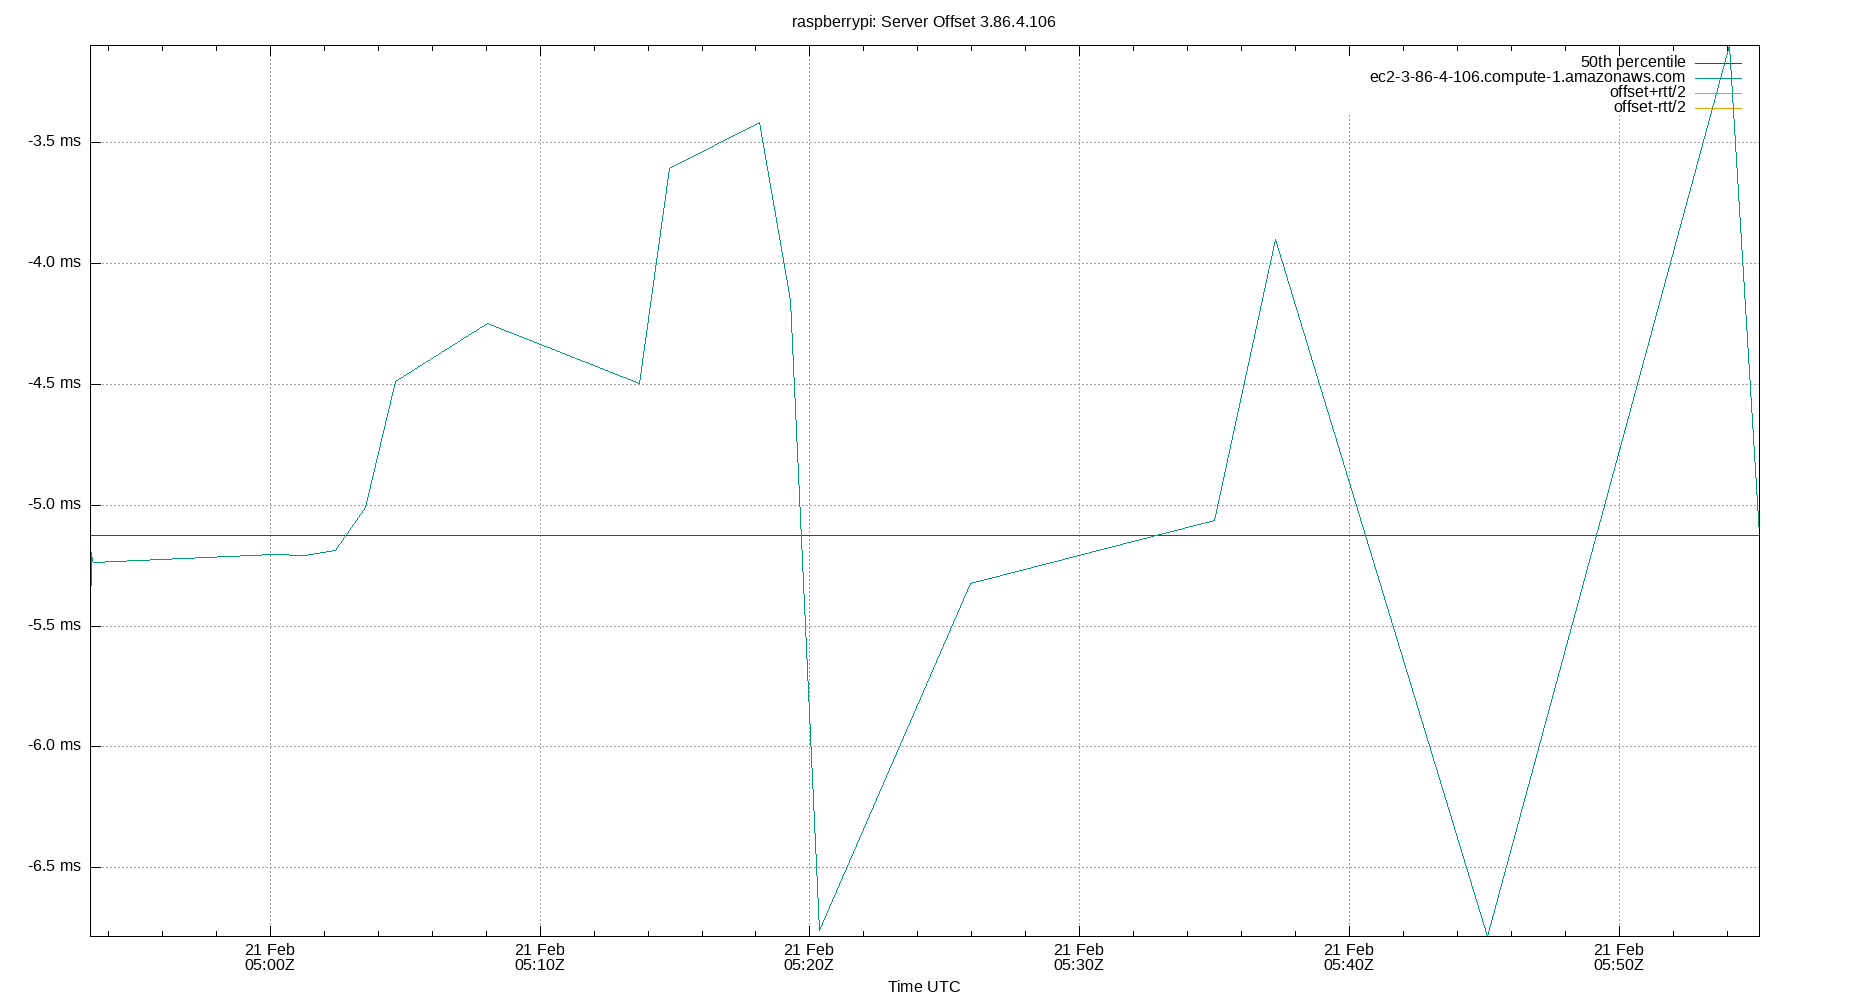 raspberrypi: Server Offset 3.86.4.106
50th percentile
ec2-3-86-4-106.compute-1.amazonaws.com
offset+rtt/2
offset-rtt/2
-3.5 ms
-4.0 ms
-4.5 ms
-5.0 ms
-5.5 ms
-6.0 ms
-6.5 ms
21 Feb 21 Feb 21 Feb 21 Feb 21 Feb 21 Feb
05:00Z 05:10Z 05:20Z 05:30Z 05:40Z 05:50Z
Time UTC